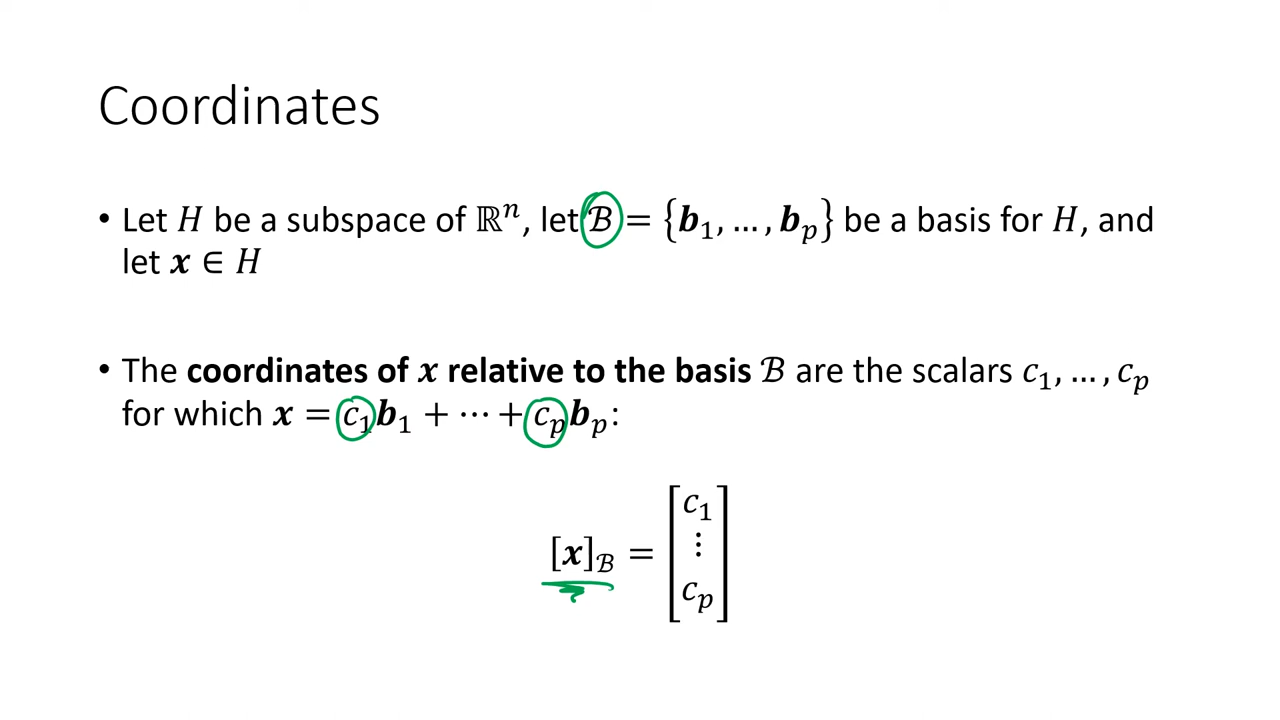 Coordinates
• Let 𝐻 be a subspace of ℝⁿ, let ℬ = {𝒃₁, … , 𝒃ₚ} be a basis for 𝐻, and
let 𝒙 ∈ 𝐻
• The coordinates of 𝒙 relative to the basis ℬ are the scalars 𝑐₁, … , 𝑐ₚ
for which 𝒙 = 𝑐₁𝒃₁ + ⋯ + 𝑐ₚ𝒃ₚ:
[𝒙]_ℬ = [𝑐₁ ⋮ 𝑐ₚ]